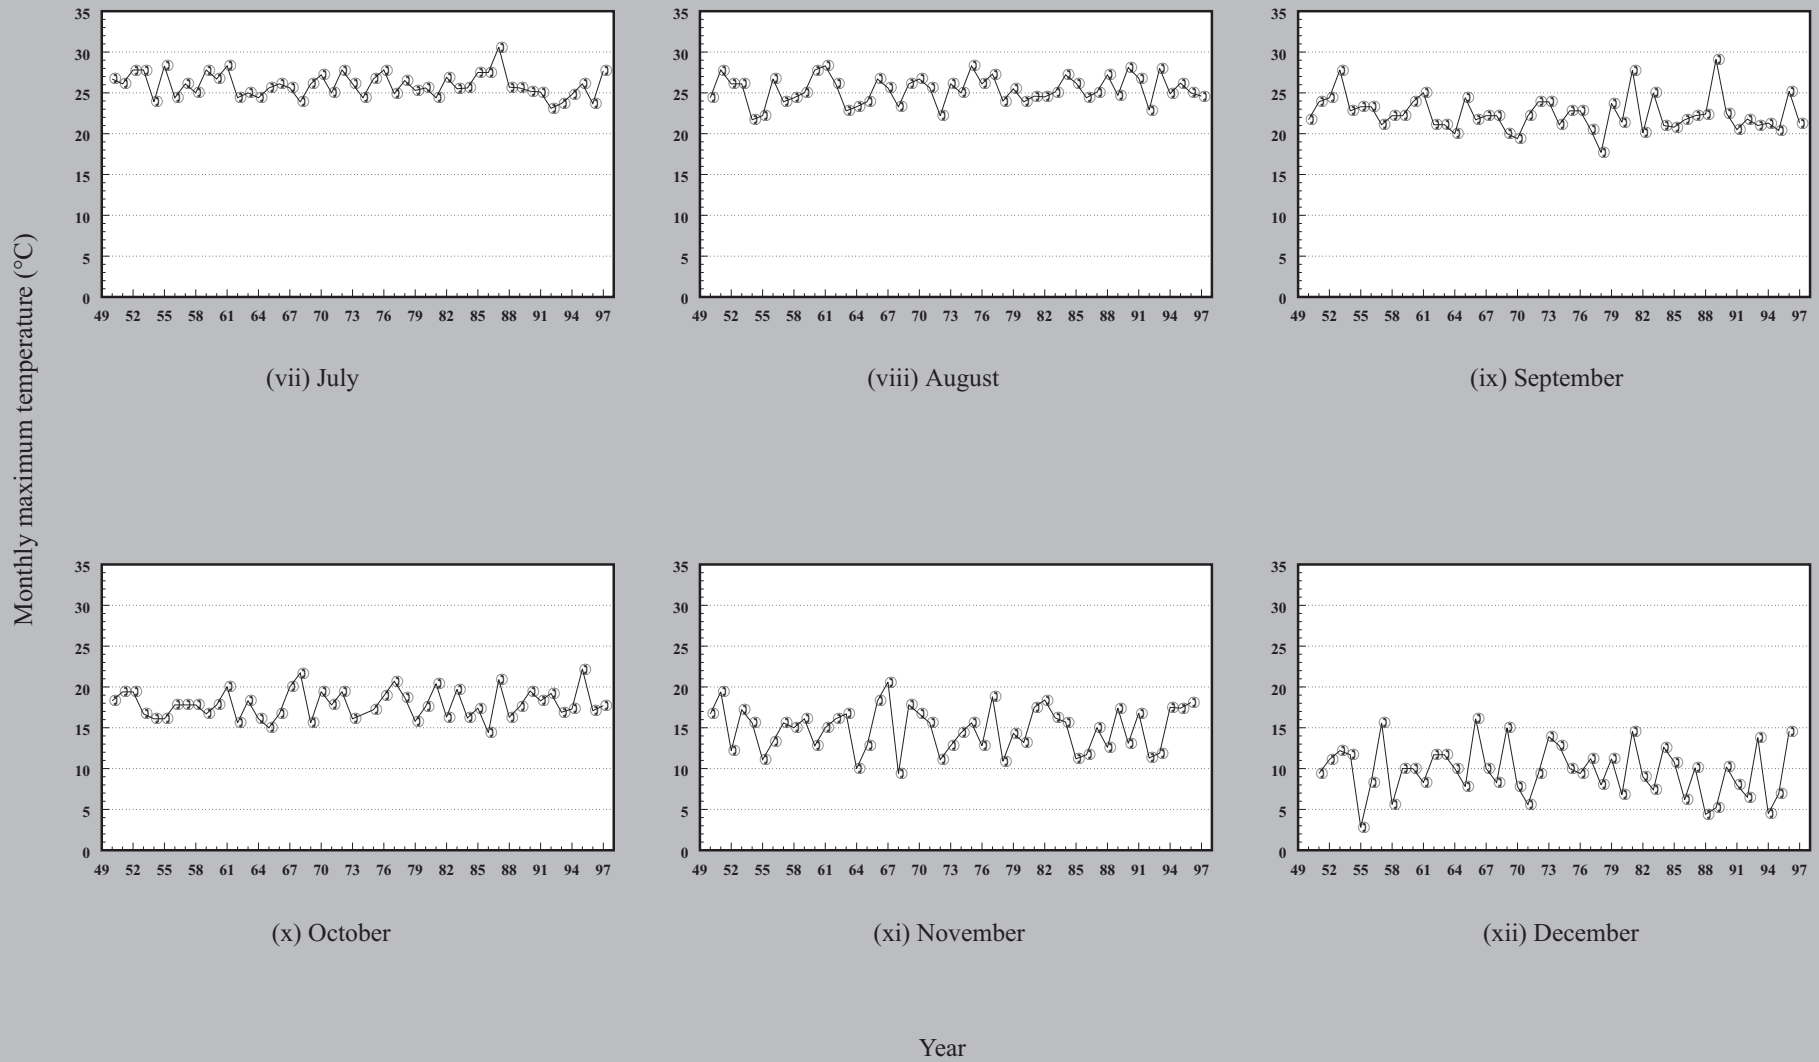 35 35 35
30 30 30
25 25 25
20 20 20
15 15 15
10 10 10
5 5 5
0 0 0
49 52 55 58 61 64 67 70 73 76 79 82 85 88 91 94 97 49 52 55 58 61 64 67 70 73 76 79 82 85 88 91 94 97 49 52 55 58 61 64 67 70 73 76 79 82 85 88 91 94 97
(vii) July (viii) August (ix) September
Monthly maximum temperature (°C)
35 35 35
30 30 30
25 25 25
20 20 20
15 15 15
10 10 10
5 5 5
0 0 0
49 52 55 58 61 64 67 70 73 76 79 82 85 88 91 94 97 49 52 55 58 61 64 67 70 73 76 79 82 85 88 91 94 97 49 52 55 58 61 64 67 70 73 76 79 82 85 88 91 94 97
(x) October (xi) November (xii) December
Year